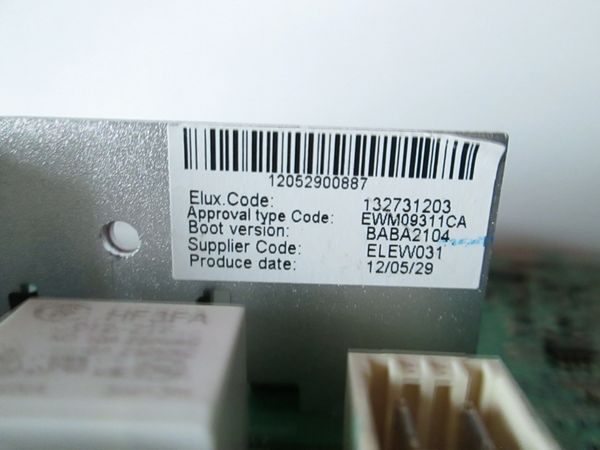 12052900887
Elux.Code: 132731203
Approval type Code: EWM09311CA
Boot version: BABA2104
Supplier Code: ELEW031
Produce date: 12/05/29
HF3FA